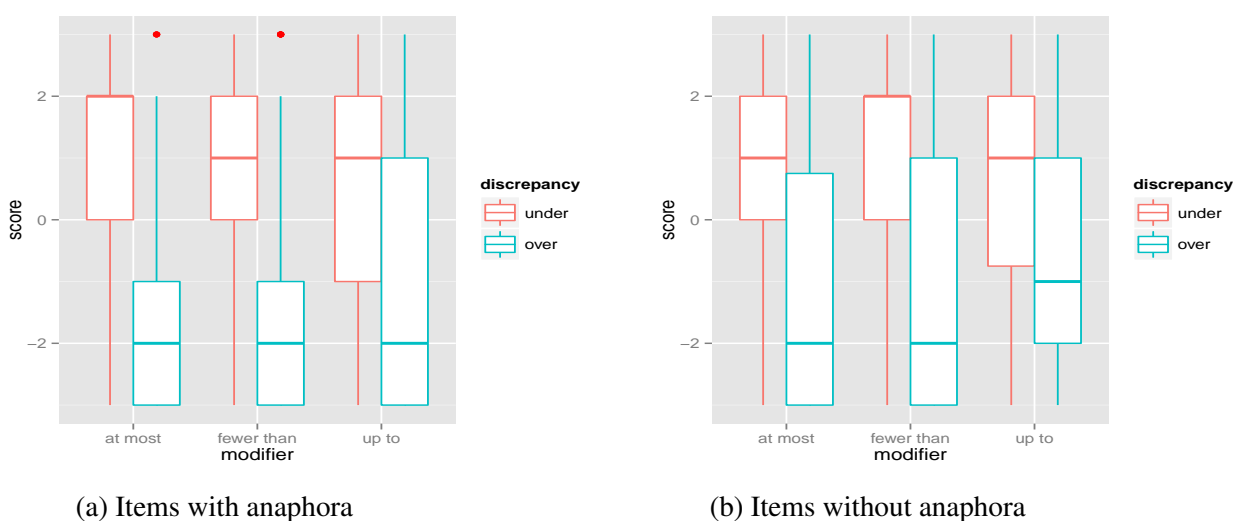 2
0
−2
score
at most
fewer than
up to
modifier
discrepancy
under
over
(a) Items with anaphora
2
0
−2
score
at most
fewer than
up to
modifier
discrepancy
under
over
(b) Items without anaphora